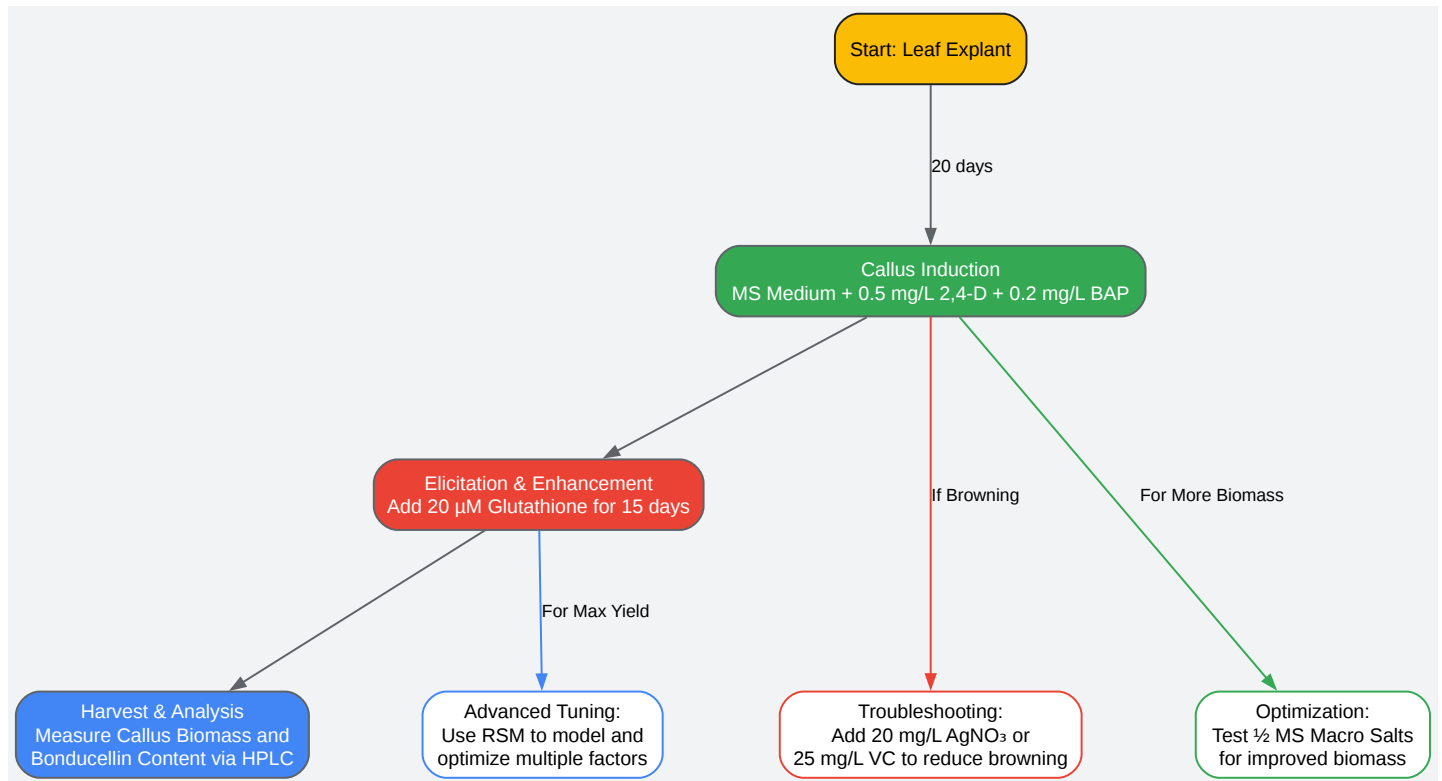 Start: Leaf Explant
20 days
Callus Induction
MS Medium + 0.5 mg/L 2,4-D + 0.2 mg/L BAP
Elicitation & Enhancement
Add 20 µM Glutathione for 15 days
If Browning
For More Biomass
For Max Yield
Harvest & Analysis
Measure Callus Biomass and
Bonducellin Content via HPLC
Advanced Tuning:
Use RSM to model and
optimize multiple factors
Troubleshooting:
Add 20 mg/L AgNO₃ or
25 mg/L VC to reduce browning
Optimization:
Test ½ MS Macro Salts
for improved biomass